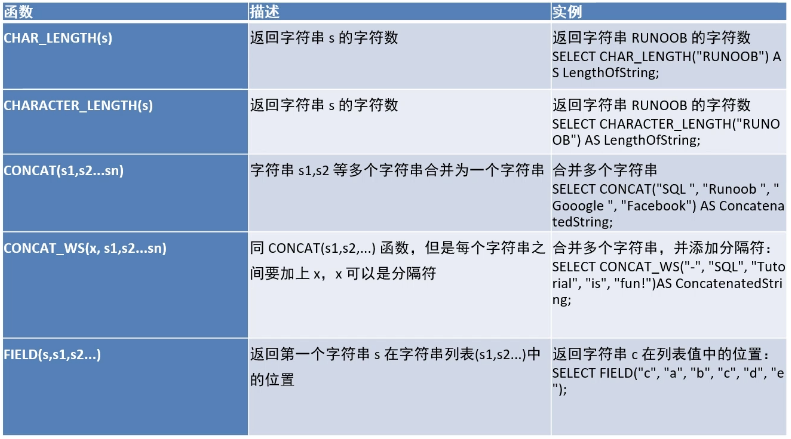 函数 描述 实例
CHAR_LENGTH(s) 返回字符串 s 的字符数 返回字符串 RUNOOB 的字符数
SELECT CHAR_LENGTH("RUNOOB") A
S LengthOfString;
CHARACTER_LENGTH(s) 返回字符串 s 的字符数 返回字符串 RUNOOB 的字符数
SELECT CHARACTER_LENGTH("RUNO
OB") AS LengthOfString;
CONCAT(s1,s2...sn) 字符串 s1,s2 等多个字符串合并为一个字符串 合并多个字符串
SELECT CONCAT("SQL ", "Runoob ", "
Gooogle ", "Facebook") AS Concatena
tedString;
CONCAT_WS(x, s1,s2...sn) 同 CONCAT(s1,s2,...) 函数，但是每个字符串之 合并多个字符串，并添加分隔符：
间要加上 x，x 可以是分隔符 SELECT CONCAT_WS("-", "SQL", "Tuto
rial", "is", "fun!")AS ConcatenatedStri
ng;
FIELD(s,s1,s2...) 返回第一个字符串 s 在字符串列表(s1,s2...)中 返回字符串 c 在列表值中的位置：
的位置 SELECT FIELD("c", "a", "b", "c", "d", "e
");